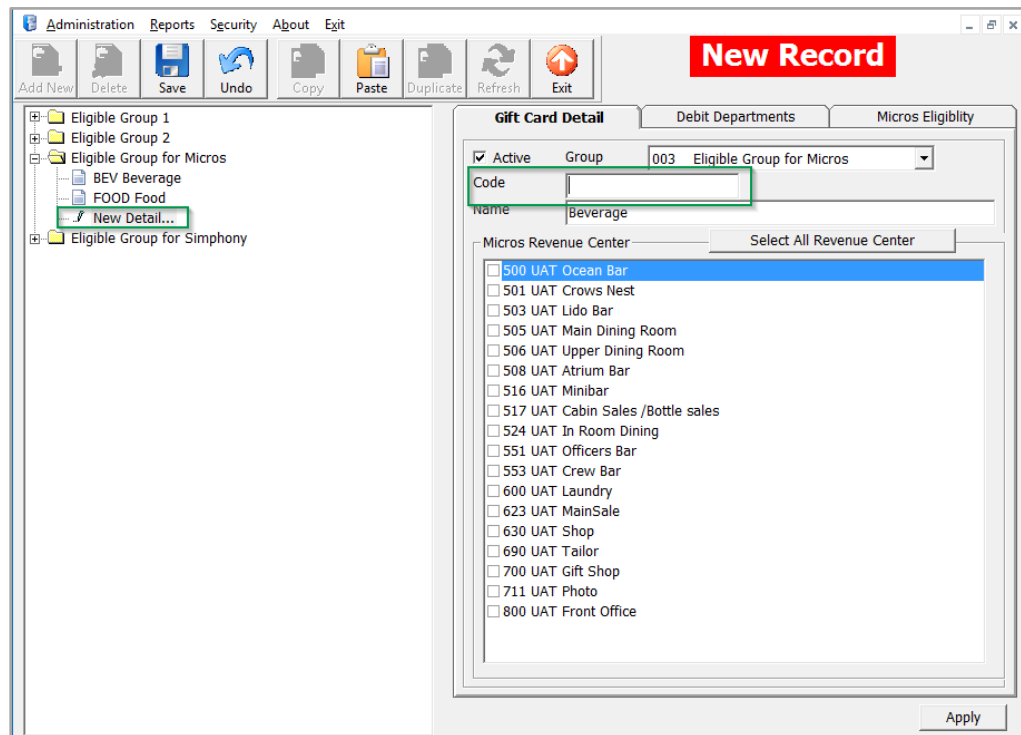 Administration Reports Security About Exit
New Record
Add New Delete Save Undo Copy Paste Duplicate Refresh Exit
Eligible Group 1
Eligible Group 2
Eligible Group for Micros
BEV Beverage
FOOD Food
New Detail...
Eligible Group for Simphony
Gift Card Detail Debit Departments Micros Eligiblity
Active Group 003 Eligible Group for Micros
Code
Name Beverage
Micros Revenue Center Select All Revenue Center
500 UAT Ocean Bar
501 UAT Crows Nest
503 UAT Lido Bar
505 UAT Main Dining Room
506 UAT Upper Dining Room
508 UAT Atrium Bar
516 UAT Minibar
517 UAT Cabin Sales /Bottle sales
524 UAT In Room Dining
551 UAT Officers Bar
553 UAT Crew Bar
600 UAT Laundry
623 UAT MainSale
630 UAT Shop
690 UAT Tailor
700 UAT Gift Shop
711 UAT Photo
800 UAT Front Office
Apply